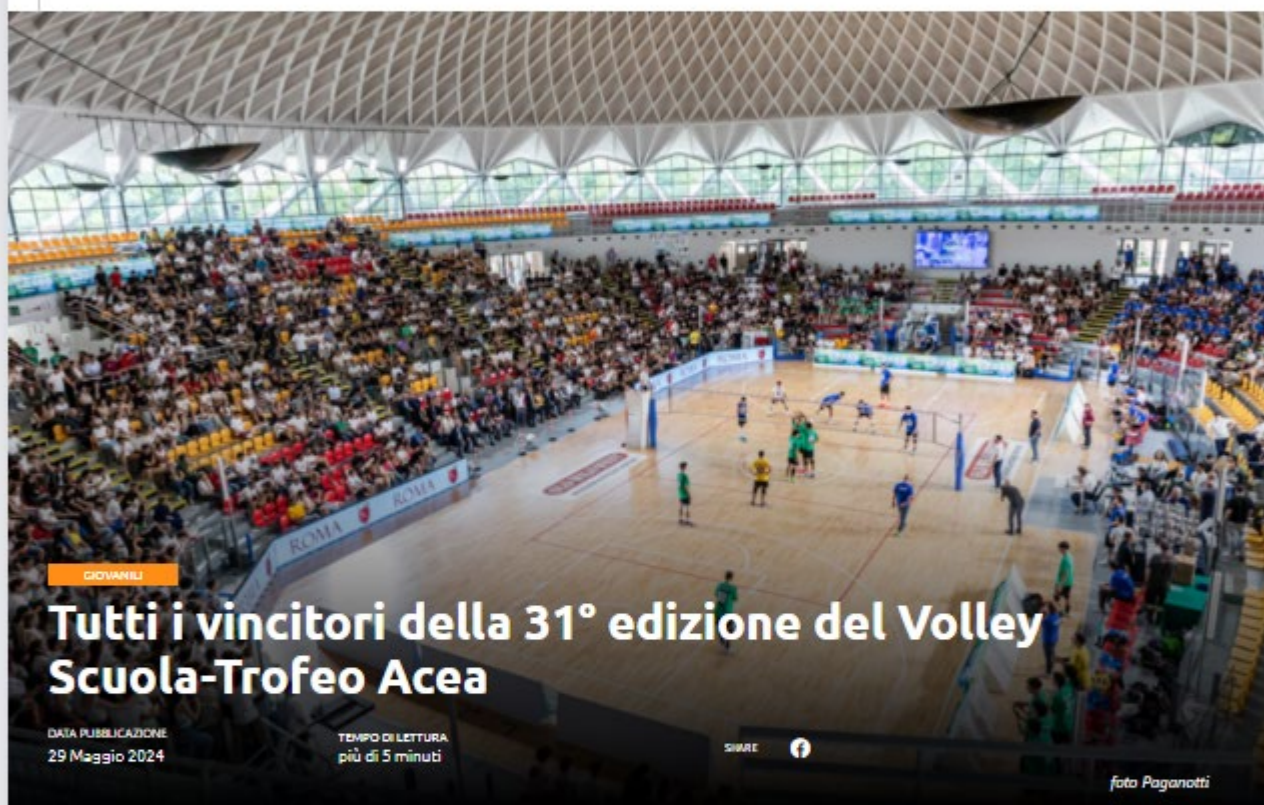 ROMA
ROMA
ROMA
GIOVANILI
Tutti i vincitori della 31° edizione del Volley
Scuola-Trofeo Acea
DATA PUBBLICAZIONE
29 Maggio 2024
TEMPO DI LETTURA
più di 5 minuti
SHARE
foto Paganotti